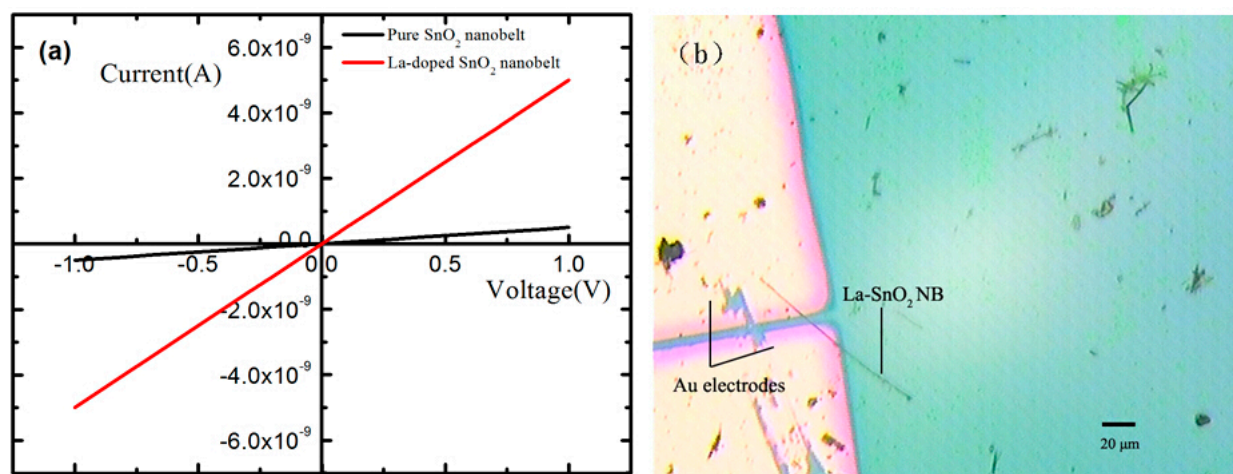 (a)
Pure SnO₂ nanobelt
La-doped SnO₂ nanobelt
Current(A)
6.0x10⁻⁹
4.0x10⁻⁹
2.0x10⁻⁹
0.0
-1.0 -0.5 0.0 0.5 1.0
Voltage(V)
-2.0x10⁻⁹
-4.0x10⁻⁹
-6.0x10⁻⁹
(b)
La-SnO₂ NB
Au electrodes
20 μm